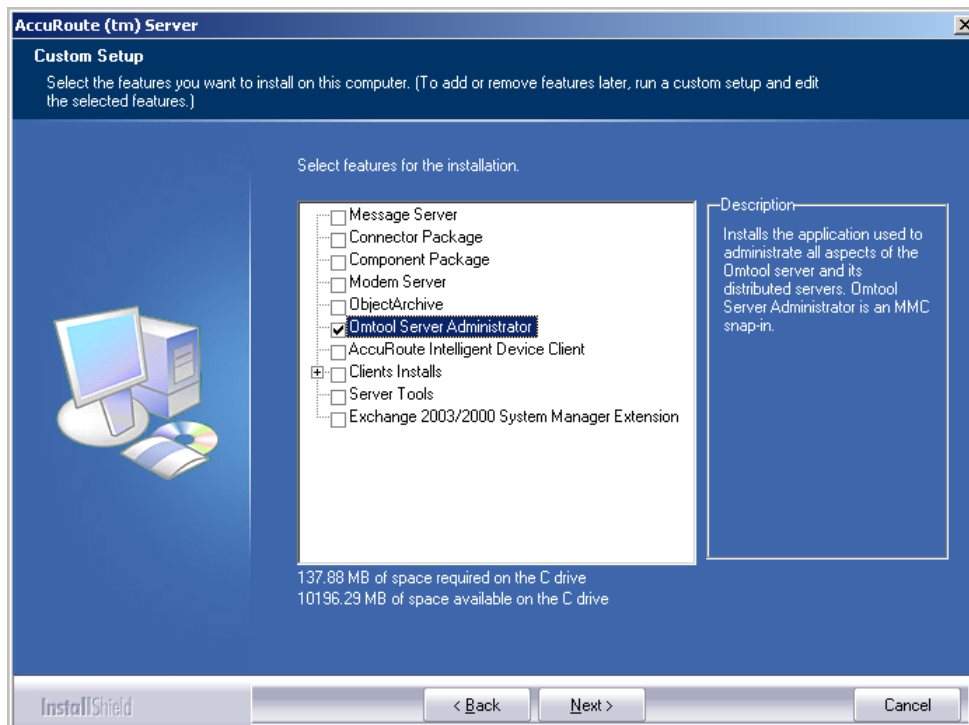 AccuRoute (tm) Server
Custom Setup
Select the features you want to install on this computer. (To add or remove features later, run a custom setup and edit
the selected features.)
Select features for the installation.
Message Server
Connector Package
Component Package
Modem Server
ObjectArchive
Omtool Server Administrator
AccuRoute Intelligent Device Client
Clients Installs
Server Tools
Exchange 2003/2000 System Manager Extension
Description
Installs the application used to
administrate all aspects of the
Omtool server and its
distributed servers. Omtool
Server Administrator is an MMC
snap-in.
137.88 MB of space required on the C drive
10196.29 MB of space available on the C drive
InstallShield
< Back
Next >
Cancel